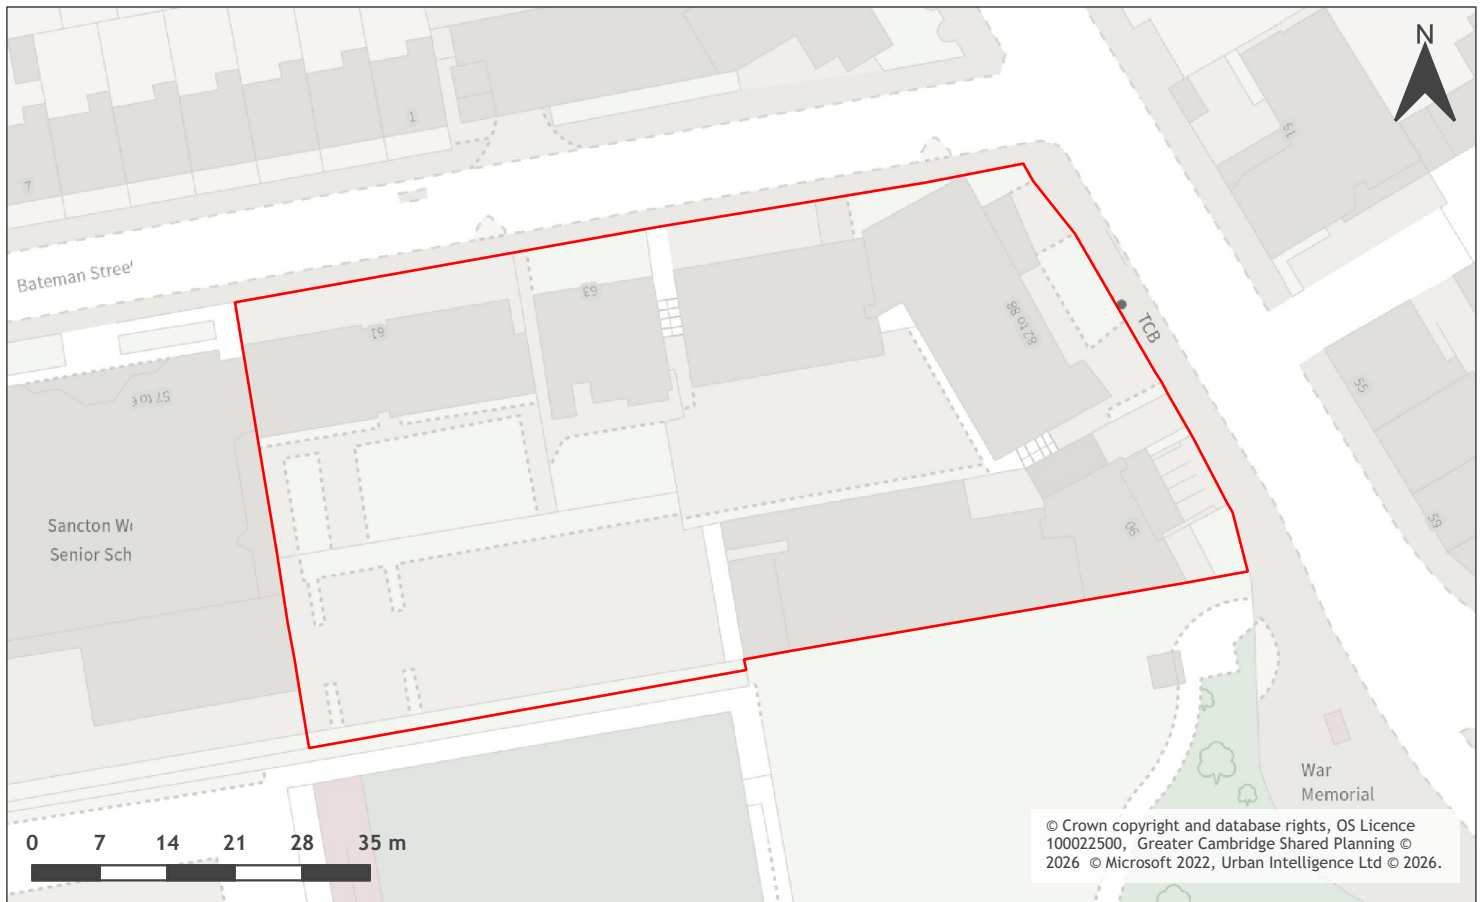 N
51
1
7
Bateman Stree
63
61
82 to 88
TCB
55
57 to 6
59
90
Sancton Wo
Senior Sch
War
Memorial
0 7 14 21 28 35 m
© Crown copyright and database rights, OS Licence
100022500, Greater Cambridge Shared Planning ©
2026 © Microsoft 2022, Urban Intelligence Ltd © 2026.